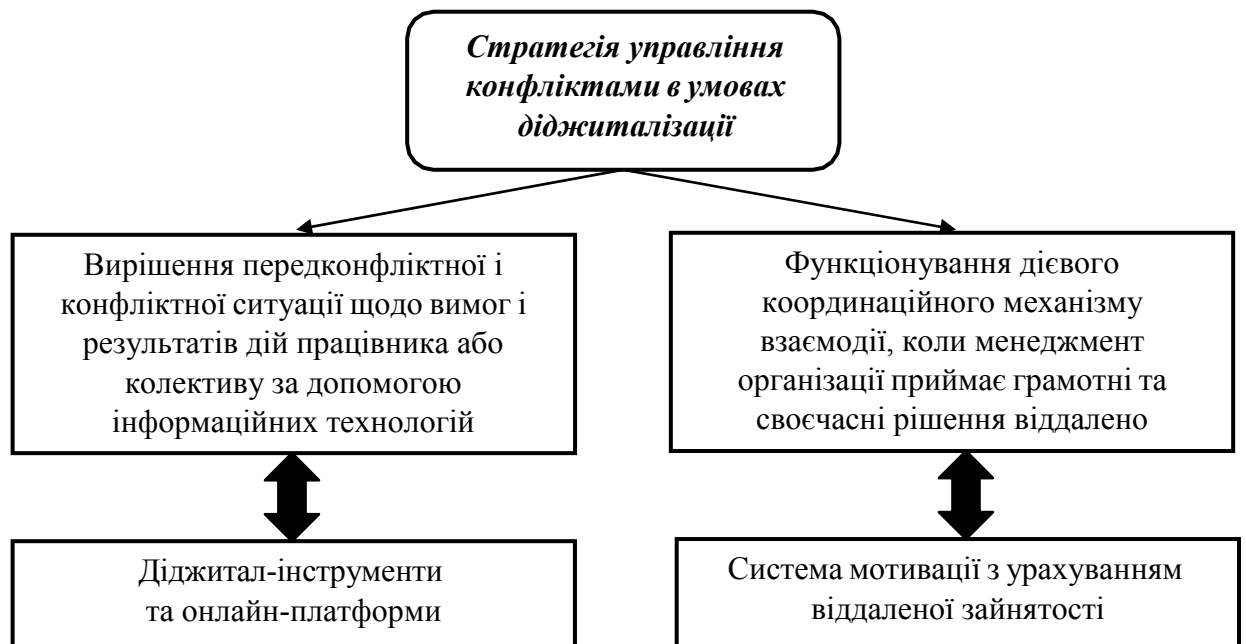 Стратегія управління
конфліктами в умовах
діджиталізації
Вирішення передконфліктної і
конфліктної ситуації щодо вимог і
результатів дій працівника або
колективу за допомогою
інформаційних технологій
Функціонування дієвого
координаційного механізму
взаємодії, коли менеджмент
організації приймає грамотні та
своєчасні рішення віддалено
Діджитал-інструменти
та онлайн-платформи
Система мотивації з урахуванням
віддаленої зайнятості